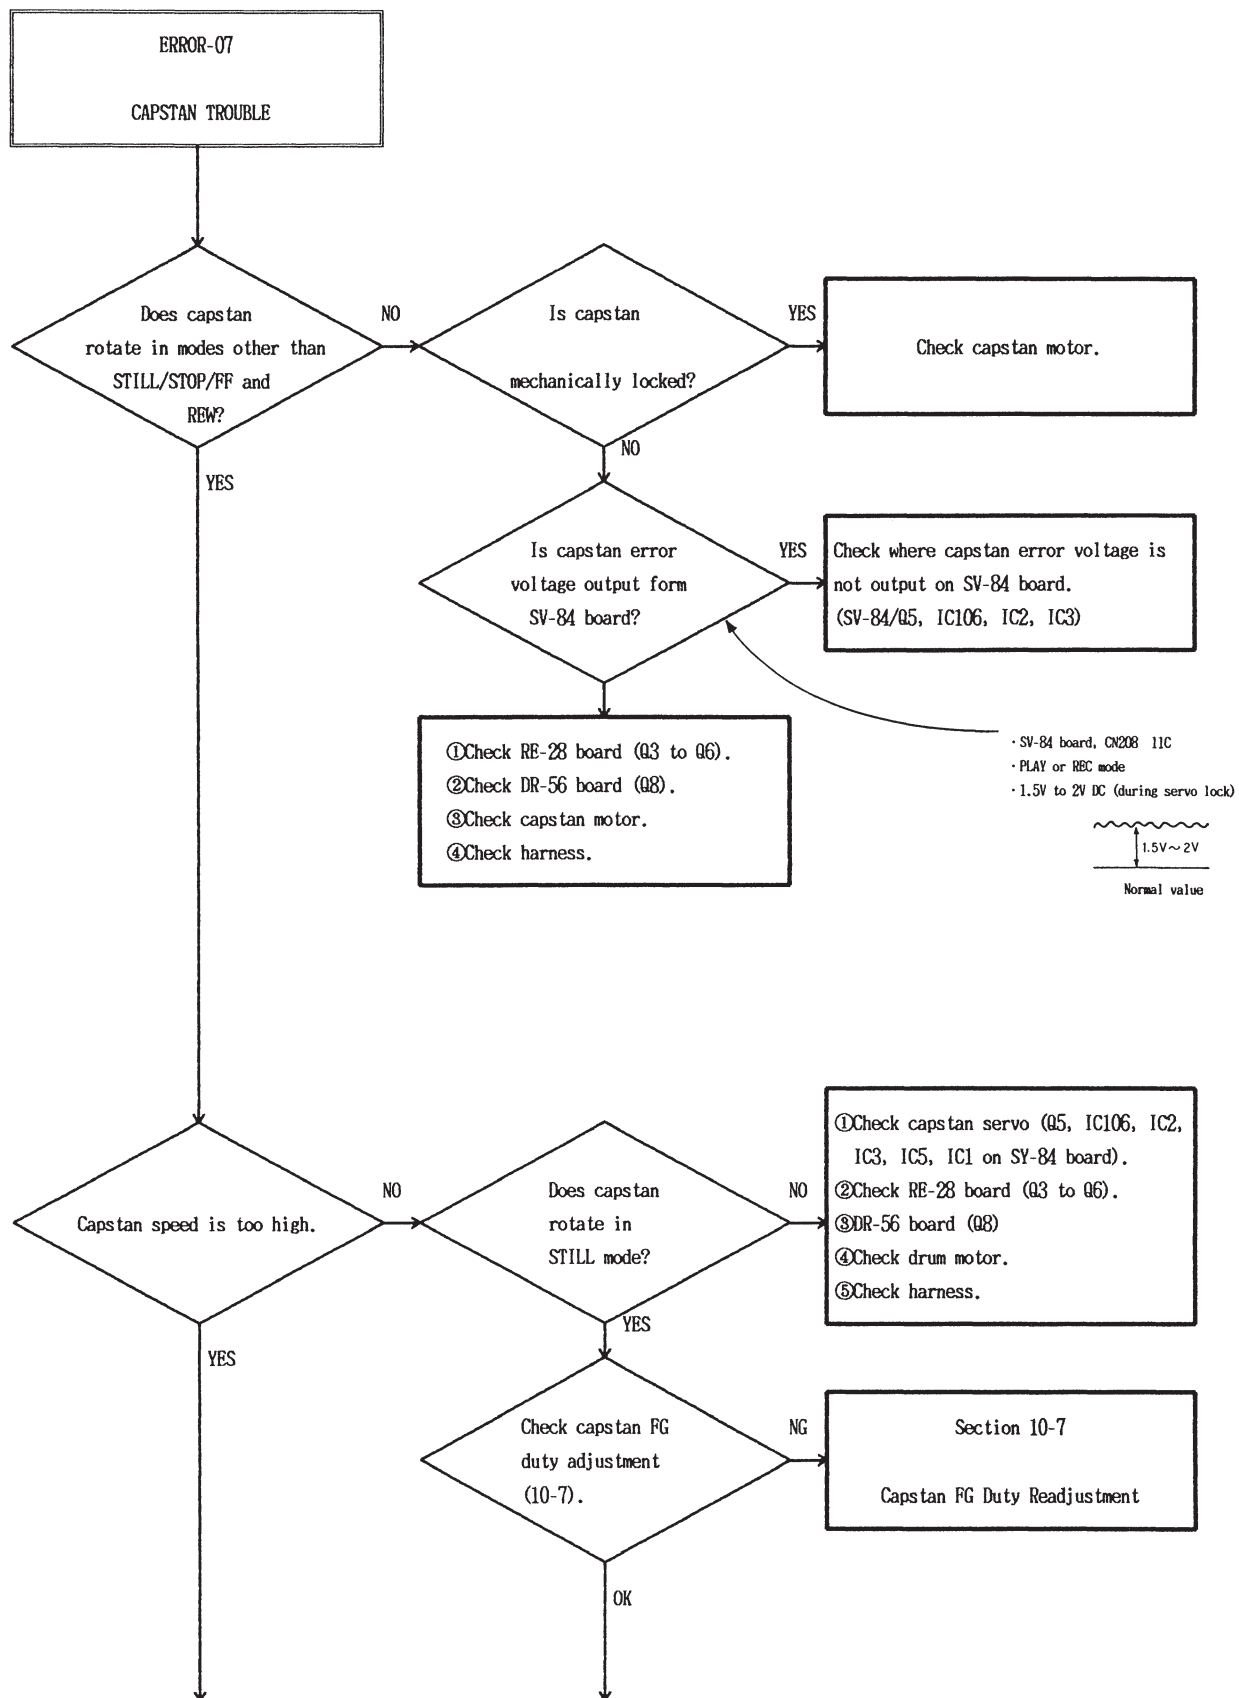 ERROR-07
CAPSTAN TROUBLE
Does capstan
rotate in modes other than
STILL/STOP/FF and
REW?
NO
Is capstan
mechanically locked?
YES
Check capstan motor.
NO
YES
Is capstan error
voltage output form
SV-84 board?
YES
Check where capstan error voltage is
not output on SV-84 board.
(SV-84/Q5, IC106, IC2, IC3)
①Check RE-28 board (Q3 to Q6).
②Check DR-56 board (Q8).
③Check capstan motor.
④Check harness.
· SV-84 board, CN208 11C
· PLAY or REC mode
· 1.5V to 2V DC (during servo lock)
1.5V～2V
Normal value
Capstan speed is too high.
NO
Does capstan
rotate in
STILL mode?
NO
①Check capstan servo (Q5, IC106, IC2,
IC3, IC5, IC1 on SY-84 board).
②Check RE-28 board (Q3 to Q6).
③DR-56 board (Q8)
④Check drum motor.
⑤Check harness.
YES
YES
Check capstan FG
duty adjustment
(10-7).
NG
Section 10-7
Capstan FG Duty Readjustment
OK